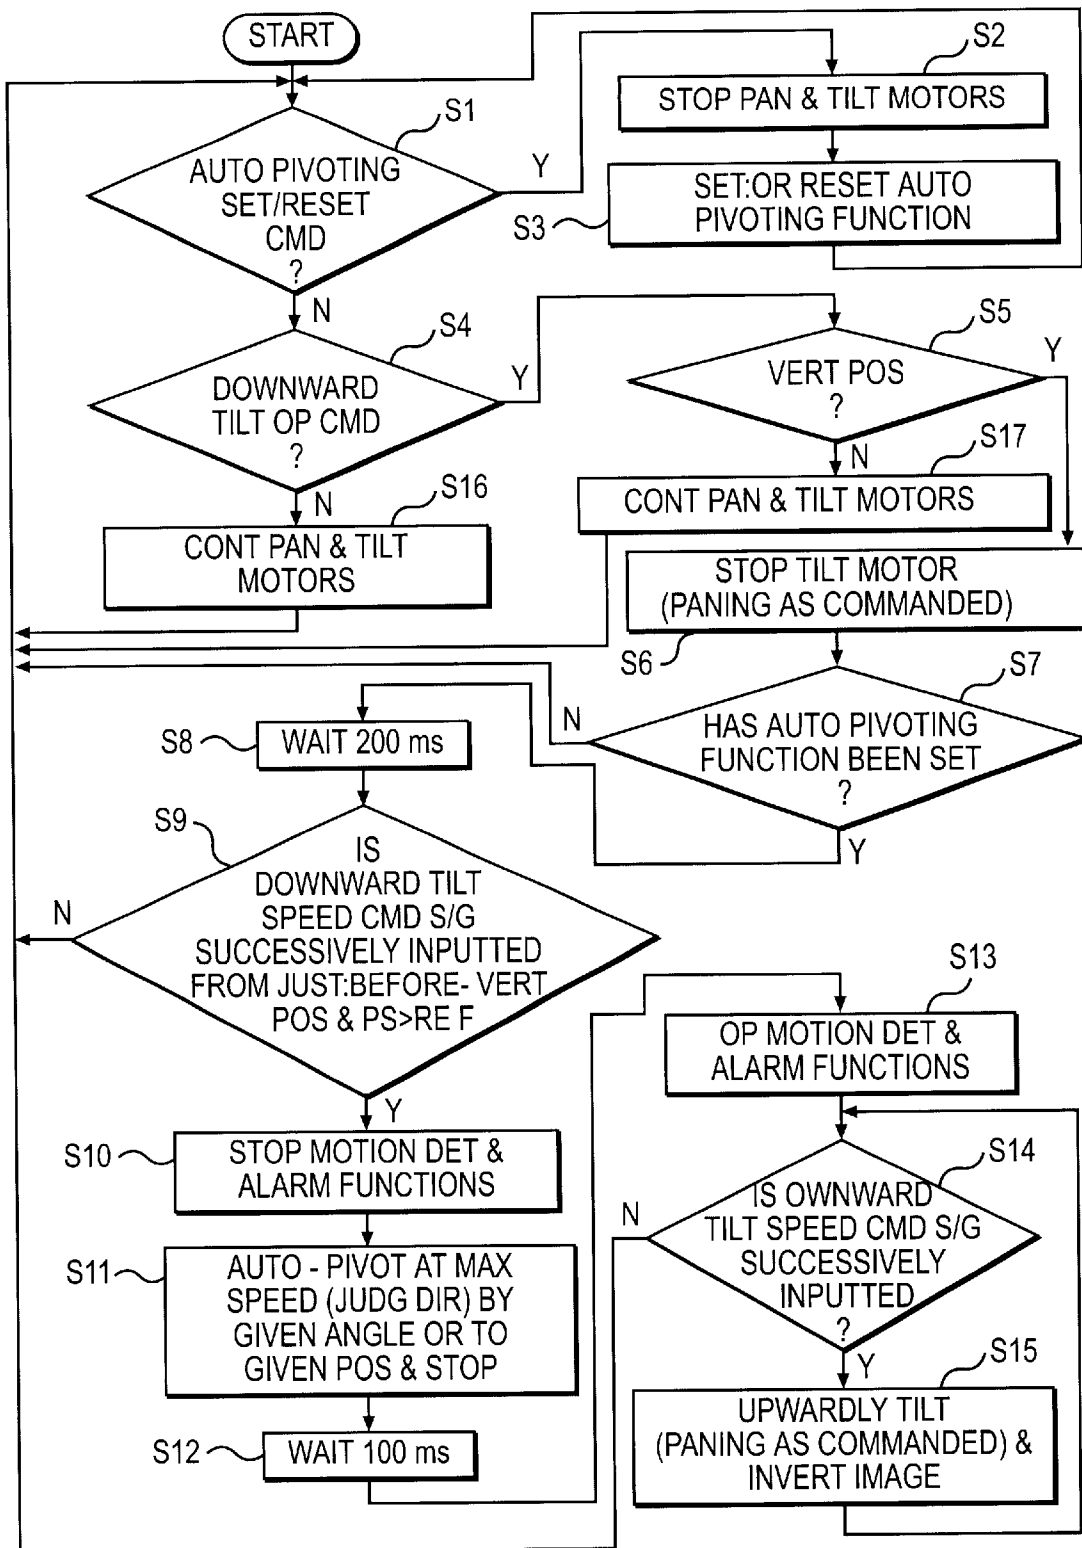 START
S1
AUTO PIVOTING
SET/RESET
CMD
?
Y
N
S2
STOP PAN & TILT MOTORS
S3
SET:OR RESET AUTO
PIVOTING FUNCTION
S4
DOWNWARD
TILT OP CMD
?
Y
N
S5
VERT POS
?
Y
N
S16
CONT PAN & TILT
MOTORS
S17
CONT PAN & TILT MOTORS
STOP TILT MOTOR
(PANING AS COMMANDED)
S6
S7
HAS AUTO PIVOTING
FUNCTION BEEN SET
?
N
Y
S8
WAIT 200 ms
S9
IS
DOWNWARD TILT
SPEED CMD S/G
SUCCESSIVELY INPUTTED
FROM JUST:BEFORE- VERT
POS & PS>RE F
N
Y
S10
STOP MOTION DET &
ALARM FUNCTIONS
S11
AUTO - PIVOT AT MAX
SPEED (JUDG DIR) BY
GIVEN ANGLE OR TO
GIVEN POS & STOP
S12
WAIT 100 ms
S13
OP MOTION DET &
ALARM FUNCTIONS
S14
IS OWNWARD
TILT SPEED CMD S/G
SUCCESSIVELY
INPUTTED
?
N
Y
S15
UPWARDLY TILT
(PANING AS COMMANDED) &
INVERT IMAGE